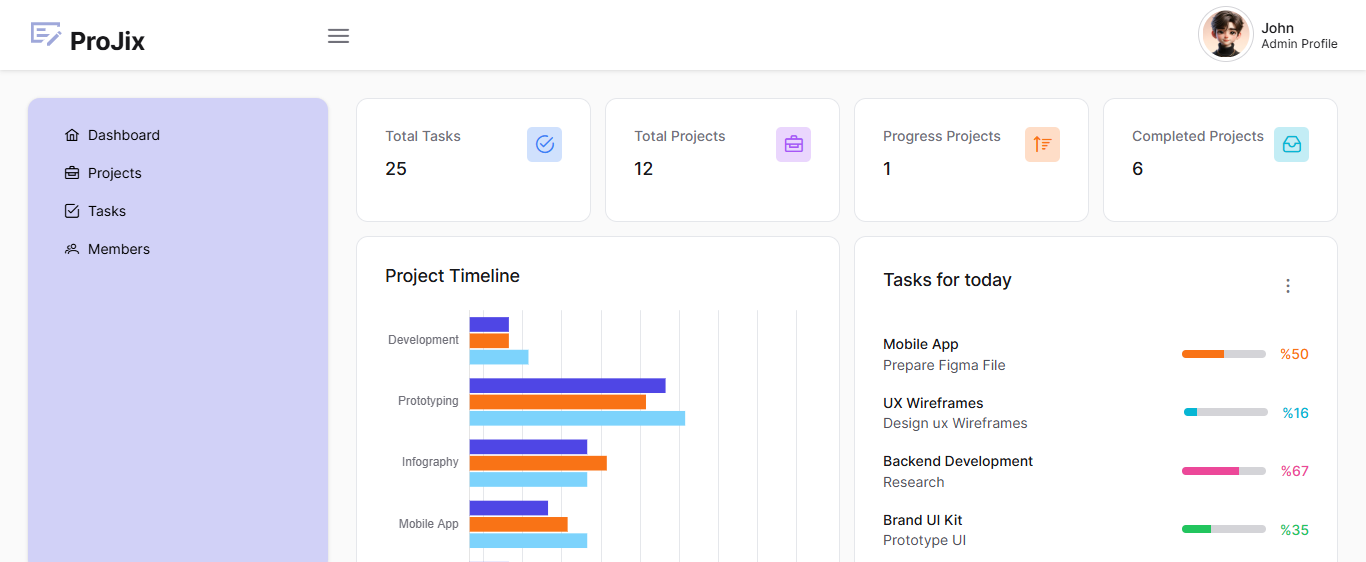 ProJix
John
Admin Profile
Dashboard
Projects
Tasks
Members
Total Tasks
25
Total Projects
12
Progress Projects
1
Completed Projects
6
Project Timeline
Development
Prototyping
Infography
Mobile App
Tasks for today
Mobile App
Prepare Figma File
%50
UX Wireframes
Design ux Wireframes
%16
Backend Development
Research
%67
Brand UI Kit
Prototype UI
%35